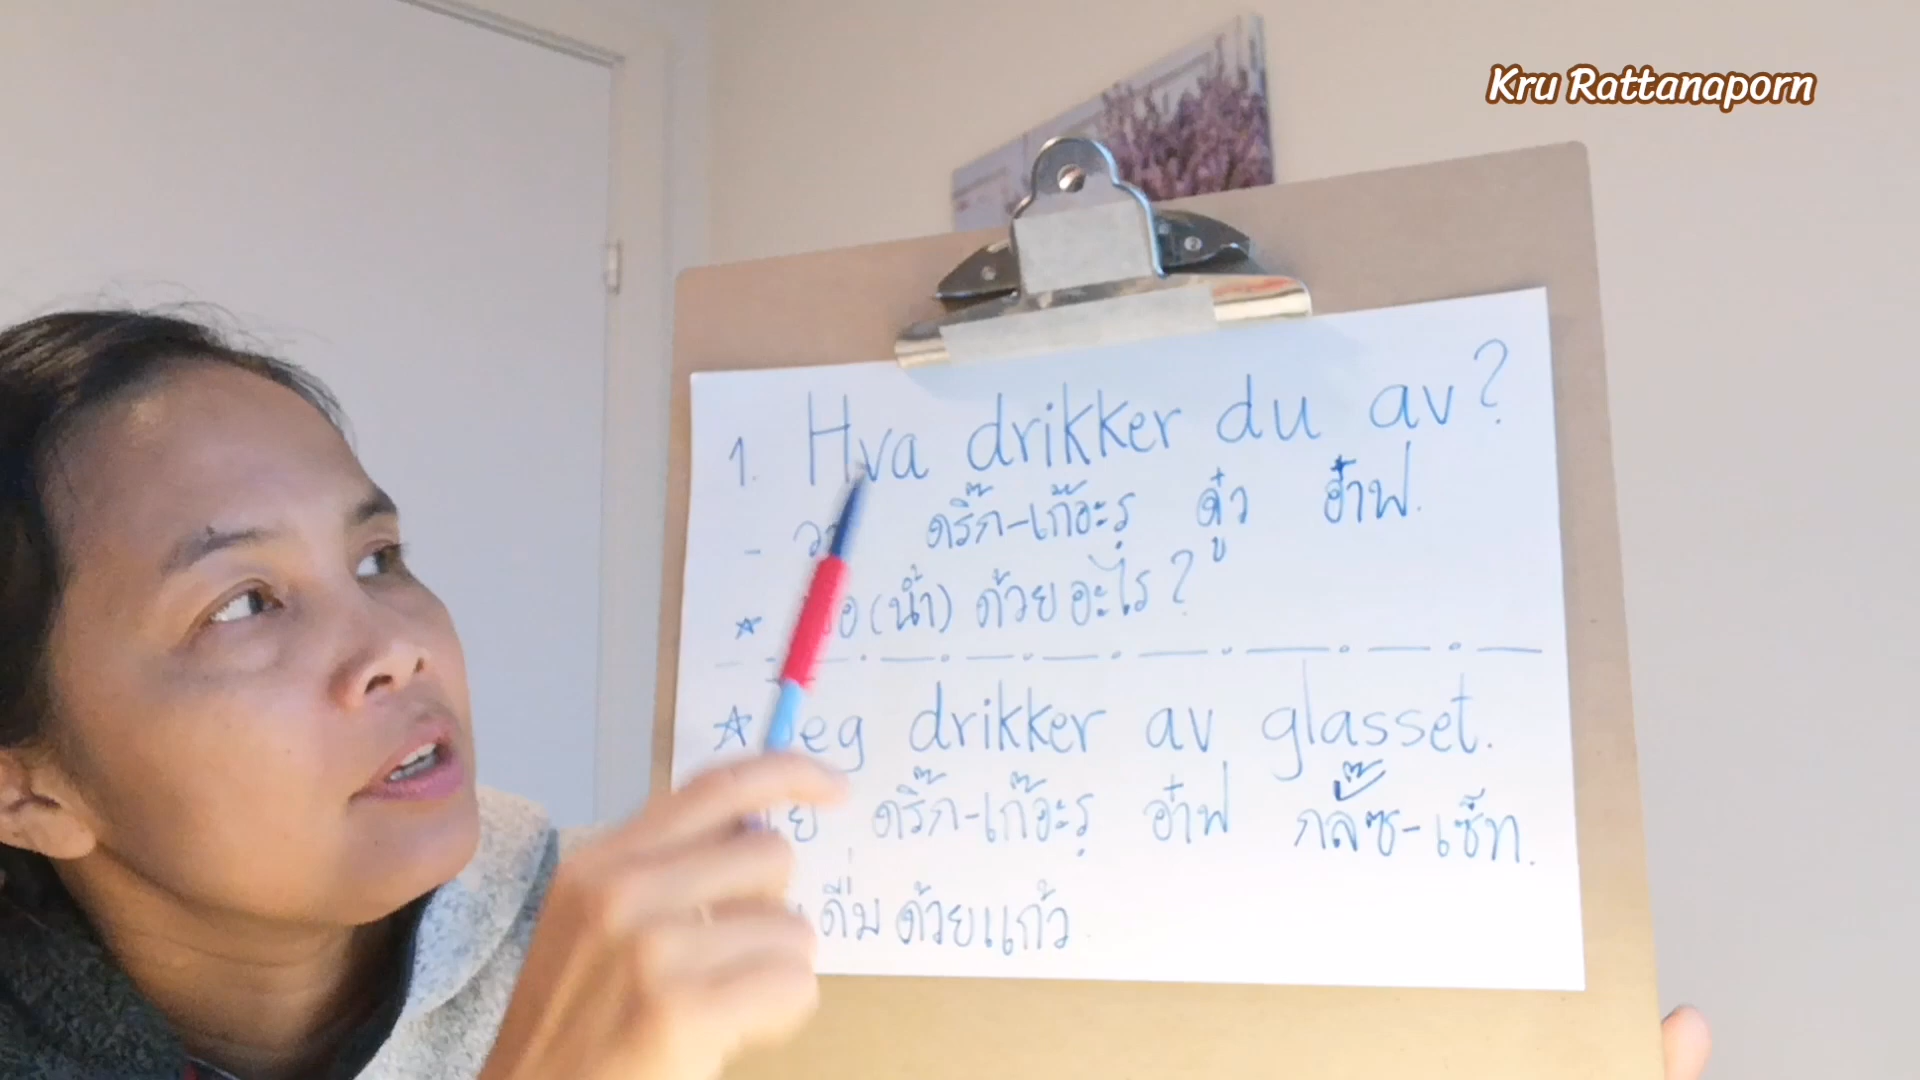 Kru Rattanaporn
1. Hva drikker du av?
- ดริ๊ก-เก้อะรฺ ดู๋ว อ๋าฟ.
(น้ำ) ด้วยอะไร?
Jeg drikker av glasset.
ดริ๊ก-เก๊อะรฺ อ๋าฟ กลั๊ซ-เซ็ท.
ดื่มด้วยแก้ว